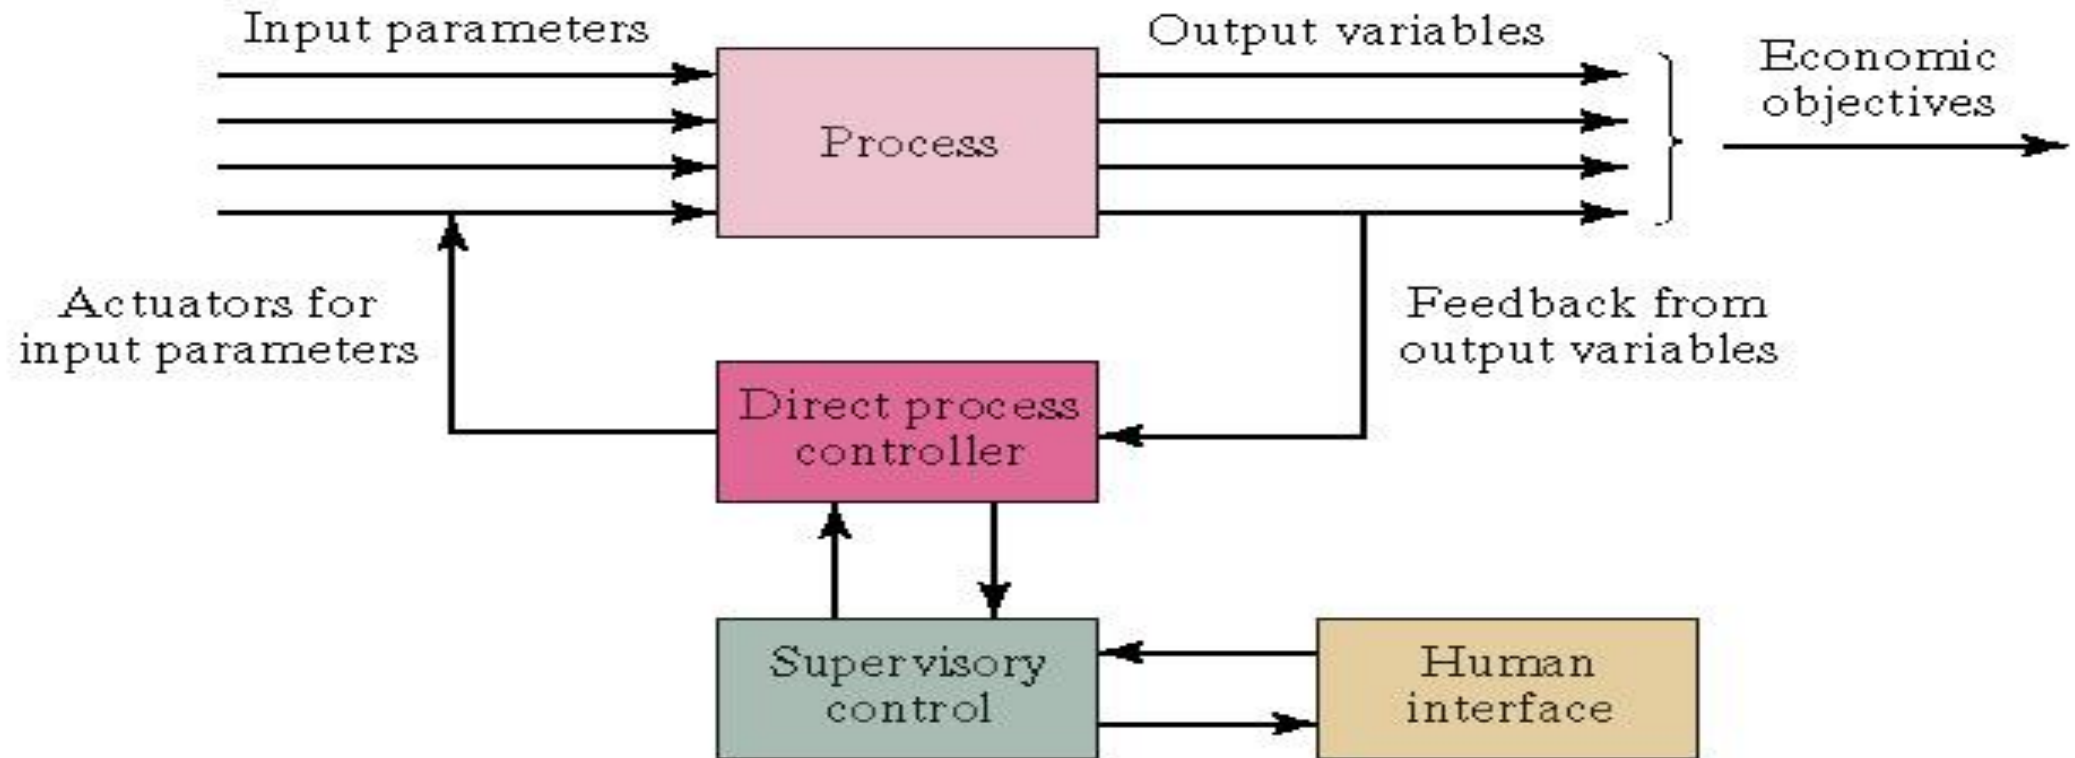 Input parameters
Output variables
Economic
objectives
Process
Actuators for
input parameters
Feedback from
output variables
Direct process
controller
Supervisory
control
Human
interface